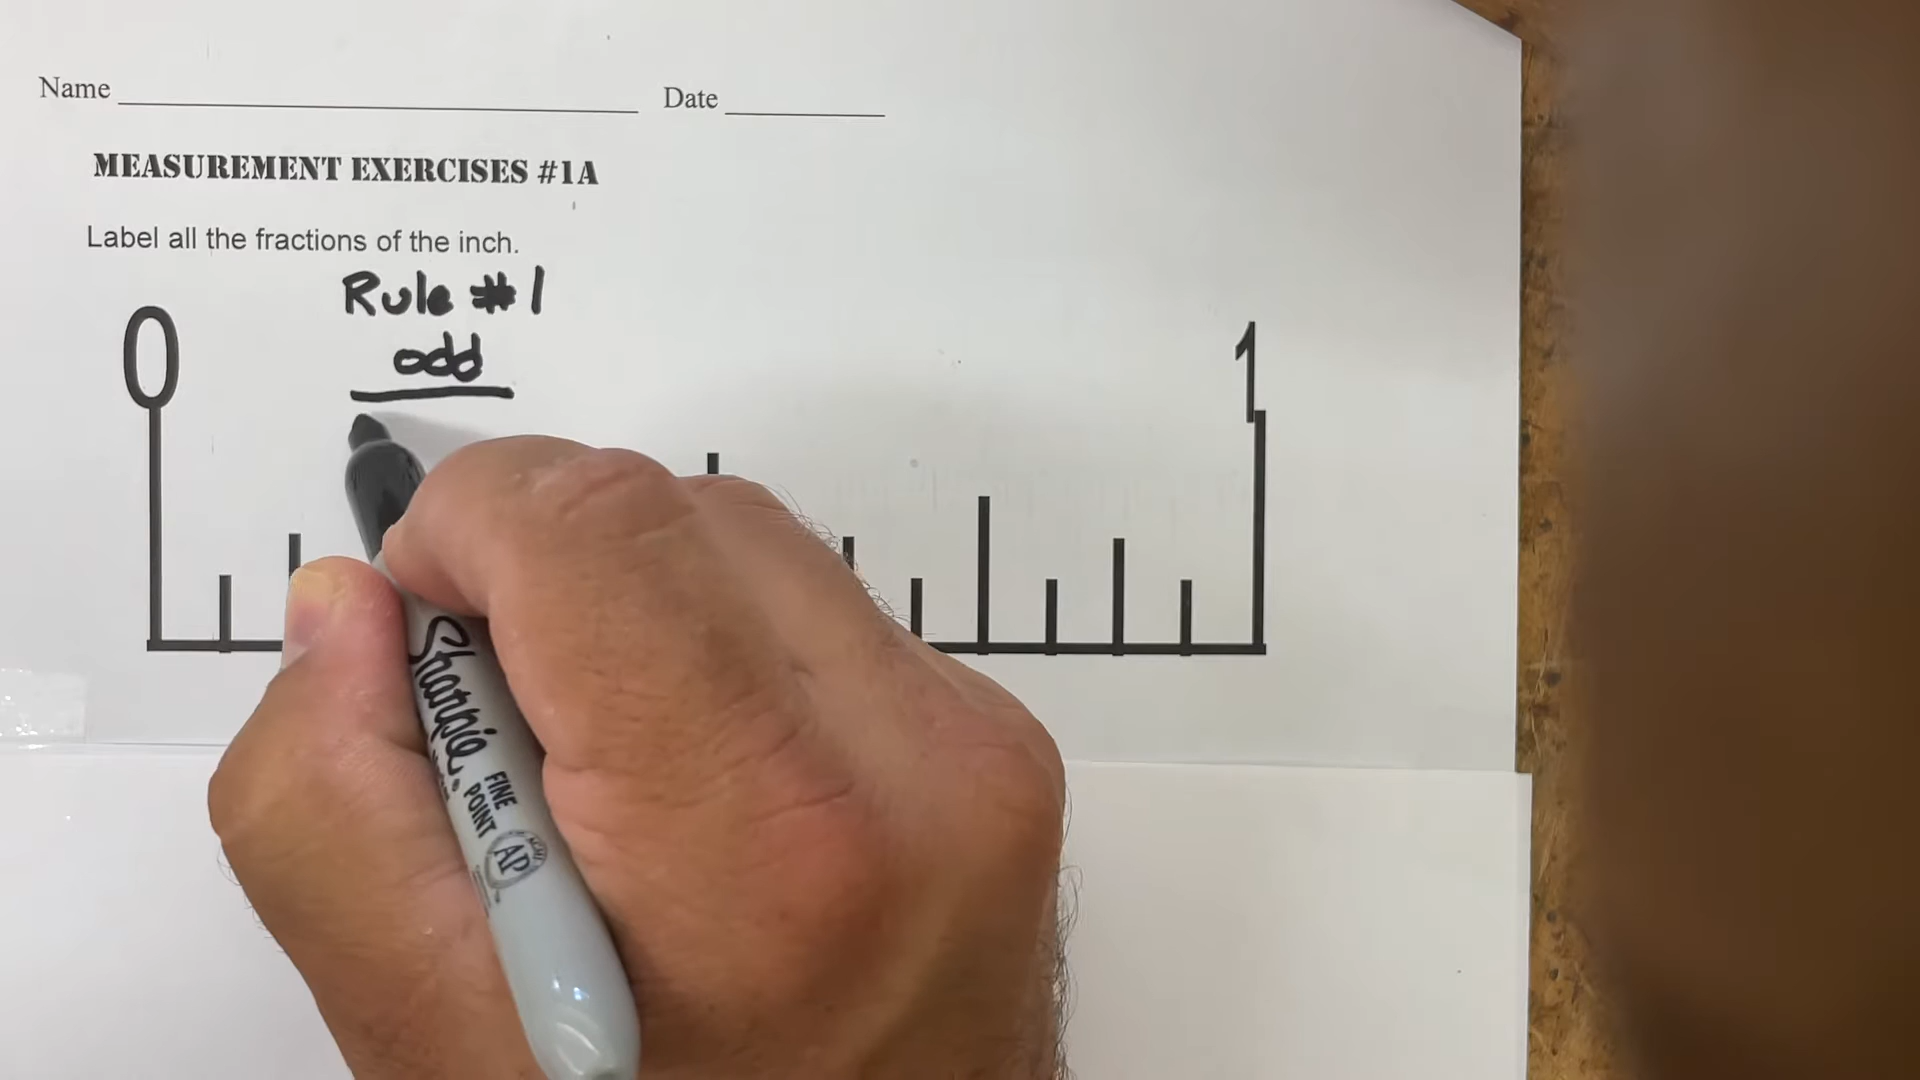 Name Date
MEASUREMENT EXERCISES #1A
Label all the fractions of the inch.
Rule #1
odd
0 1
Sharpie
FINE
POINT
AP